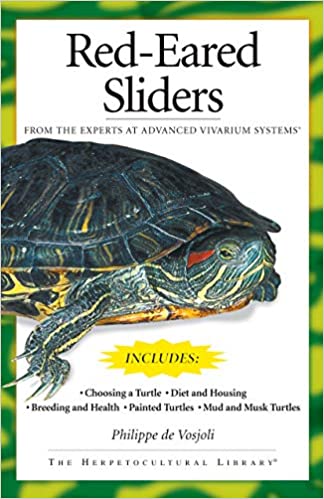 Red-Eared
Sliders
FROM THE EXPERTS AT ADVANCED VIVARIUM SYSTEMS®
INCLUDES:
• Choosing a Turtle • Diet and Housing
• Breeding and Health • Painted Turtles • Mud and Musk Turtles
Philippe de Vosjoli
THE HERPETOCULTURAL LIBRARY®